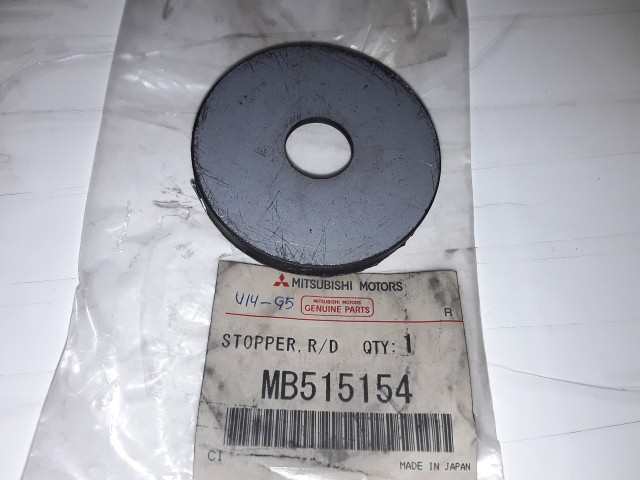 MITSUBISHI MOTORS
V14-95
MITSUBISHI MOTORS
GENUINE PARTS
R
STOPPER, R/D QTY: 1
MB515154
CI
MADE IN JAPAN